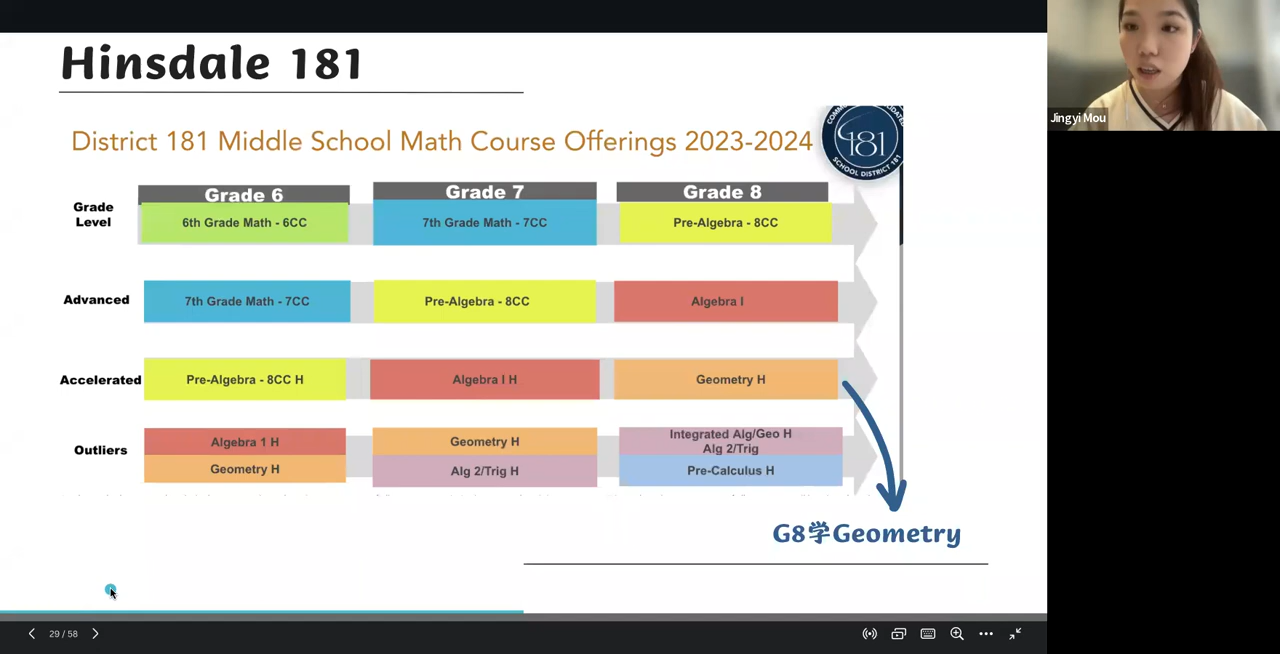 Hinsdale 181
District 181 Middle School Math Course Offerings 2023-2024
181
SCHOOL DISTRICT 181
Grade 6
Grade 7
Grade 8
Grade
Level
6th Grade Math - 6CC
7th Grade Math - 7CC
Pre-Algebra - 8CC
Advanced
7th Grade Math - 7CC
Pre-Algebra - 8CC
Algebra I
Accelerated
Pre-Algebra - 8CC H
Algebra I H
Geometry H
Outliers
Algebra 1 H
Geometry H
Geometry H
Alg 2/Trig H
Integrated Alg/Geo H
Alg 2/Trig
Pre-Calculus H
G8学Geometry
Jingyi Mou
29 / 58